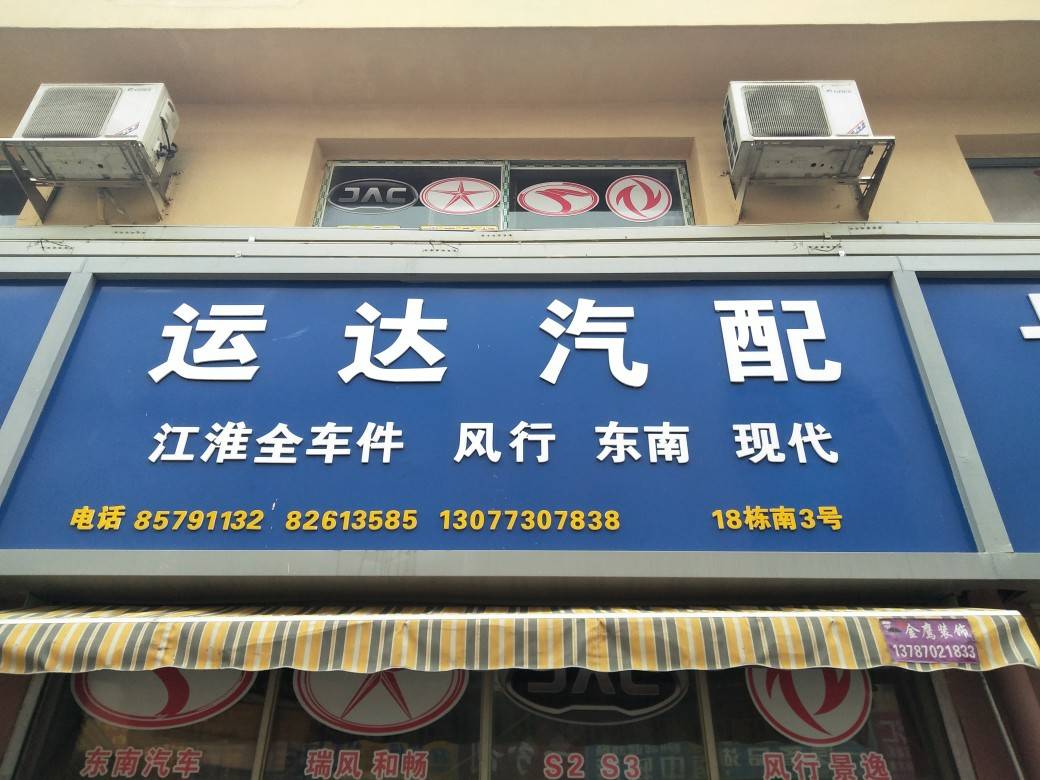 JAC
运达汽配
江淮全车件 风行 东南 现代
电话 85791132 82613585 13077307838 18栋南3号
金鹰装饰
13787021833
JAC
东南汽车 瑞风和畅 S2 S3 风行景逸